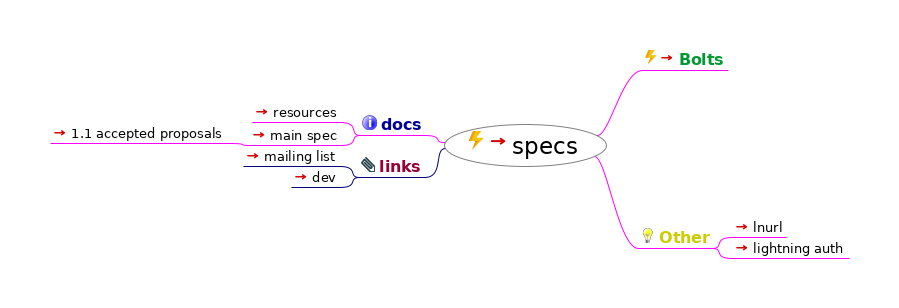 specs
Bolts
Other
lnurl
lightning auth
docs
resources
main spec
1.1 accepted proposals
links
mailing list
dev